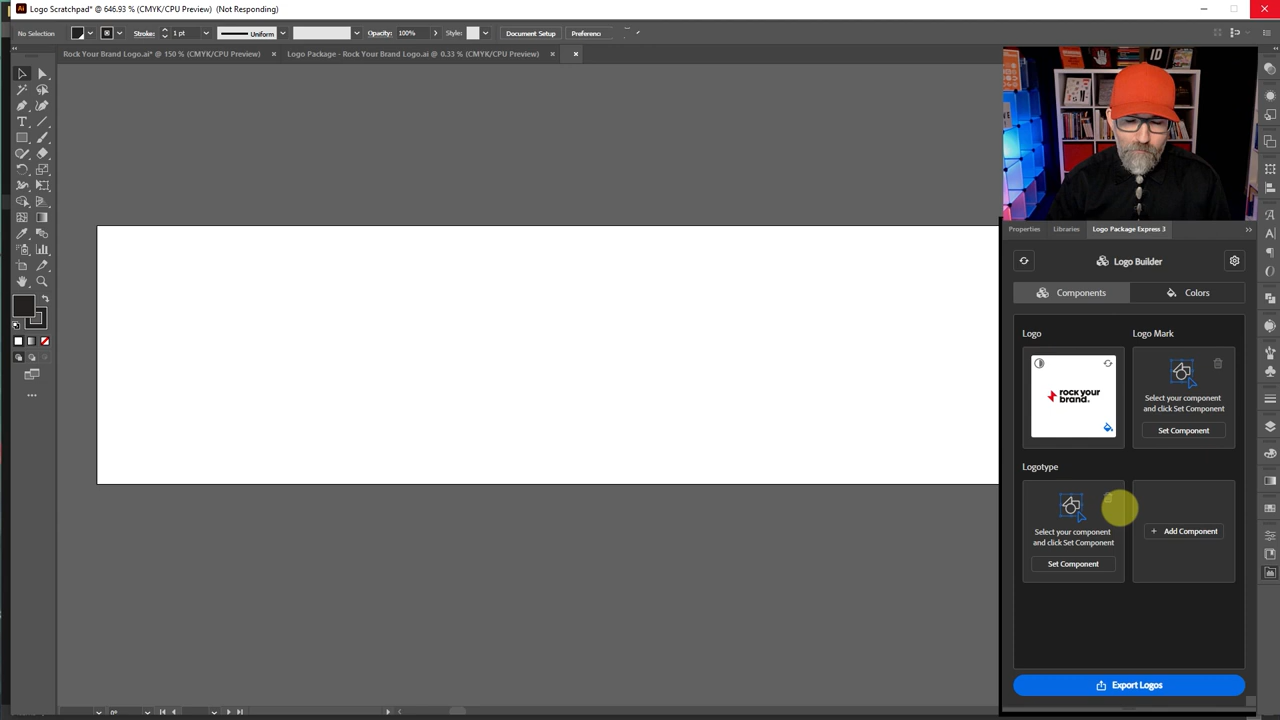 Ai
Logo Scratchpad* @ 646.93 % (CMYK/CPU Preview) (Not Responding)
No Selection
Stroke:
1 pt
Uniform
Opacity:
100%
Style:
Document Setup
Preferenc
Rock Your Brand Logo.ai* @ 150 % (CMYK/CPU Preview)
Logo Package - Rock Your Brand Logo.ai @ 0.33 % (CMYK/CPU Preview)
ID
Properties
Libraries
Logo Package Express 3
Logo Builder
Components
Colors
Logo
Logo Mark
rock your
brand.
Select your component
and click Set Component
Set Component
Logotype
Select your component
and click Set Component
Set Component
+ Add Component
Export Logos
0°